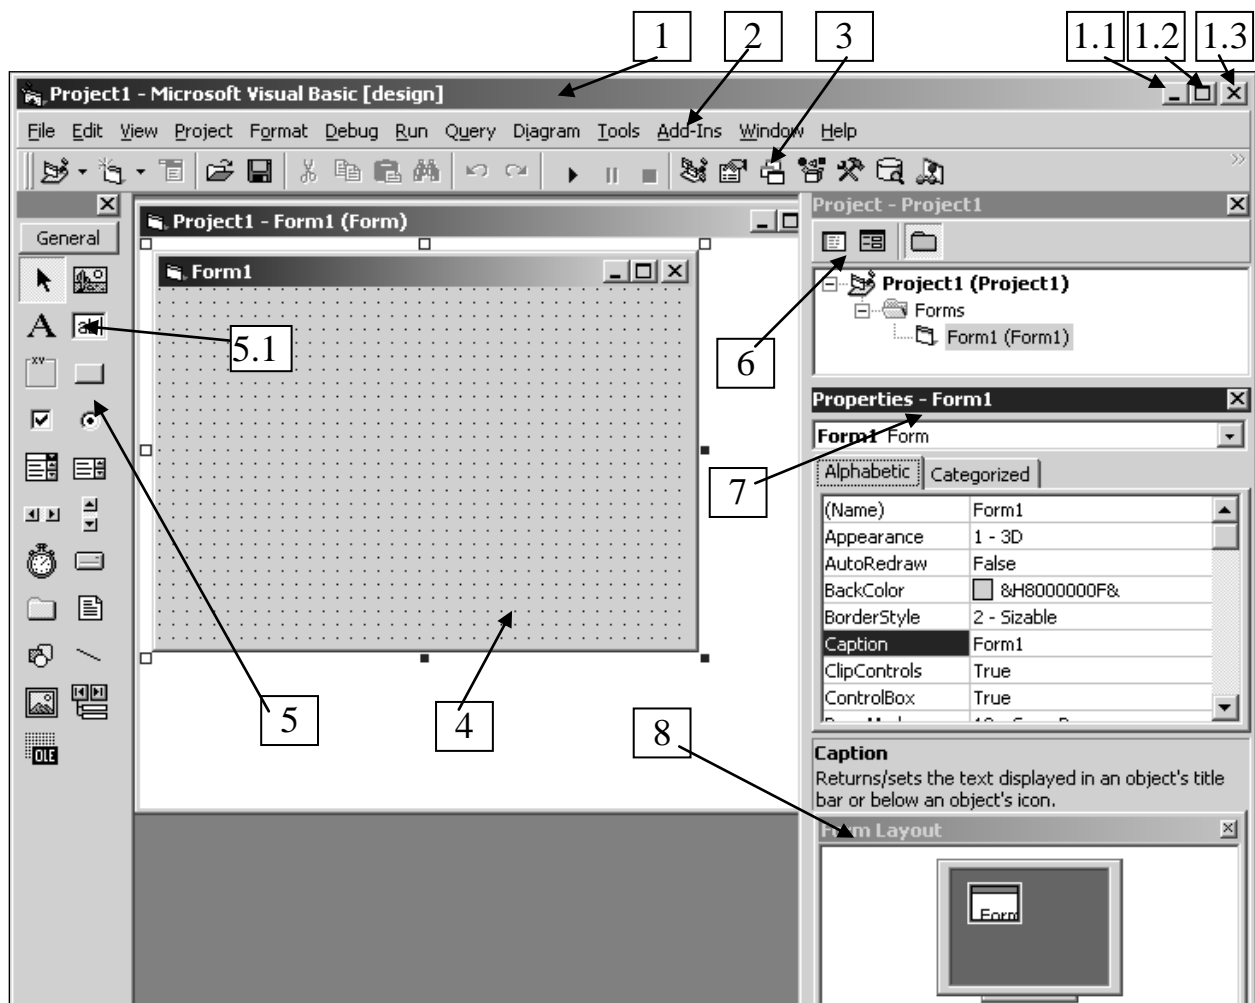 1 2 3 1.1 1.2 1.3
Project1 - Microsoft Visual Basic [design]
File Edit View Project Format Debug Run Query Diagram Tools Add-Ins Window Help
General
Project1 - Form1 (Form)
Form1
A ab
5.1
xy
OLE
5
4
8
Project - Project1
6
Project1 (Project1)
Forms
Form1 (Form1)
Properties - Form1
Form1 Form
7
Alphabetic Categorized
(Name) Form1
Appearance 1 - 3D
AutoRedraw False
BackColor &H8000000F&
BorderStyle 2 - Sizable
Caption Form1
ClipControls True
ControlBox True
Caption
Returns/sets the text displayed in an object's title
bar or below an object's icon.
Form Layout
Form